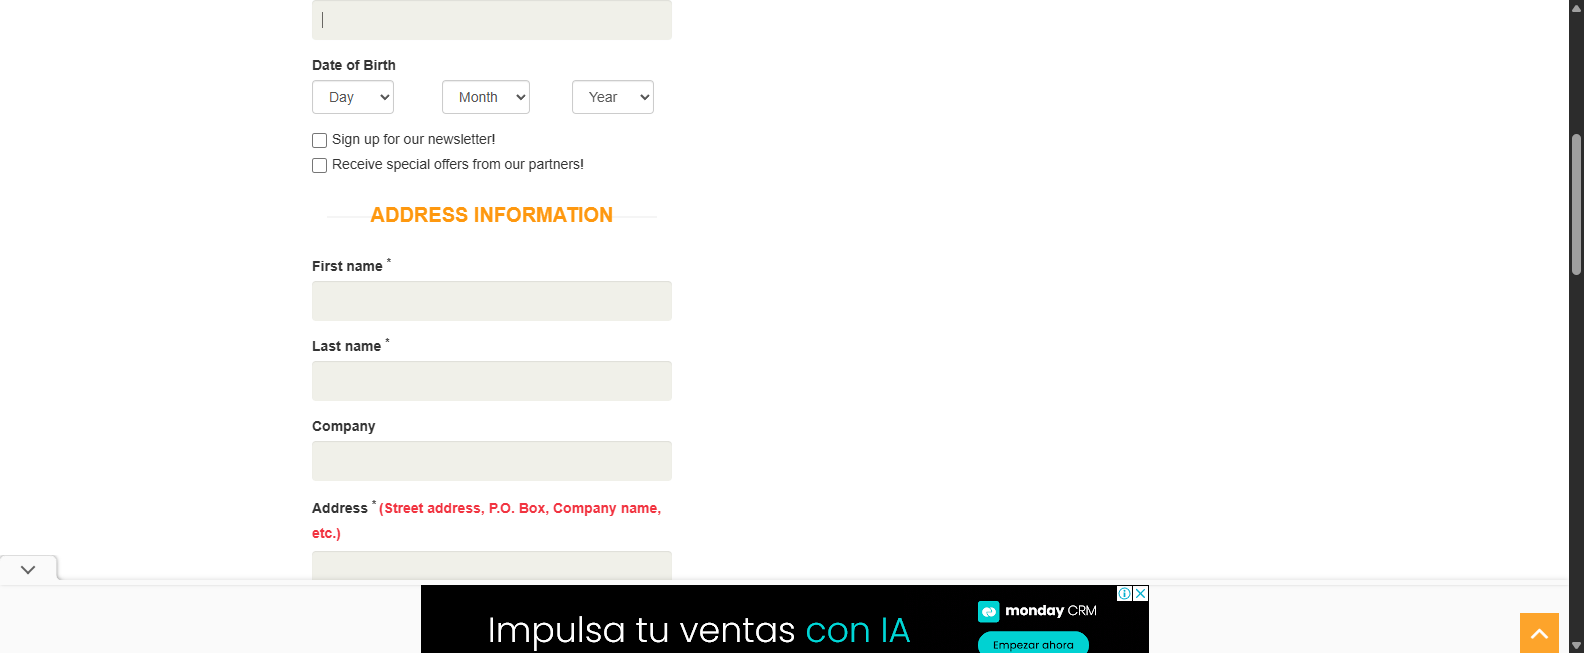 Date of Birth
Day Month Year
Sign up for our newsletter!
Receive special offers from our partners!
ADDRESS INFORMATION
First name *
Last name *
Company
Address * (Street address, P.O. Box, Company name,
etc.)
Impulsa tu ventas con IA
monday CRM
Empezar ahora